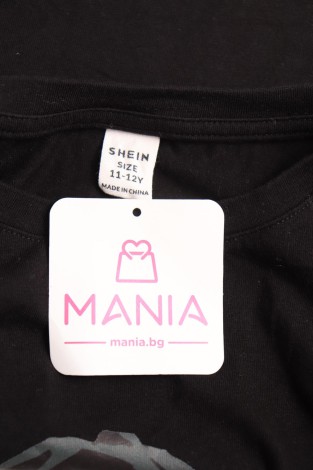 SHEIN
SIZE
11-12Y
MADE IN CHINA
MANIA
mania.bg